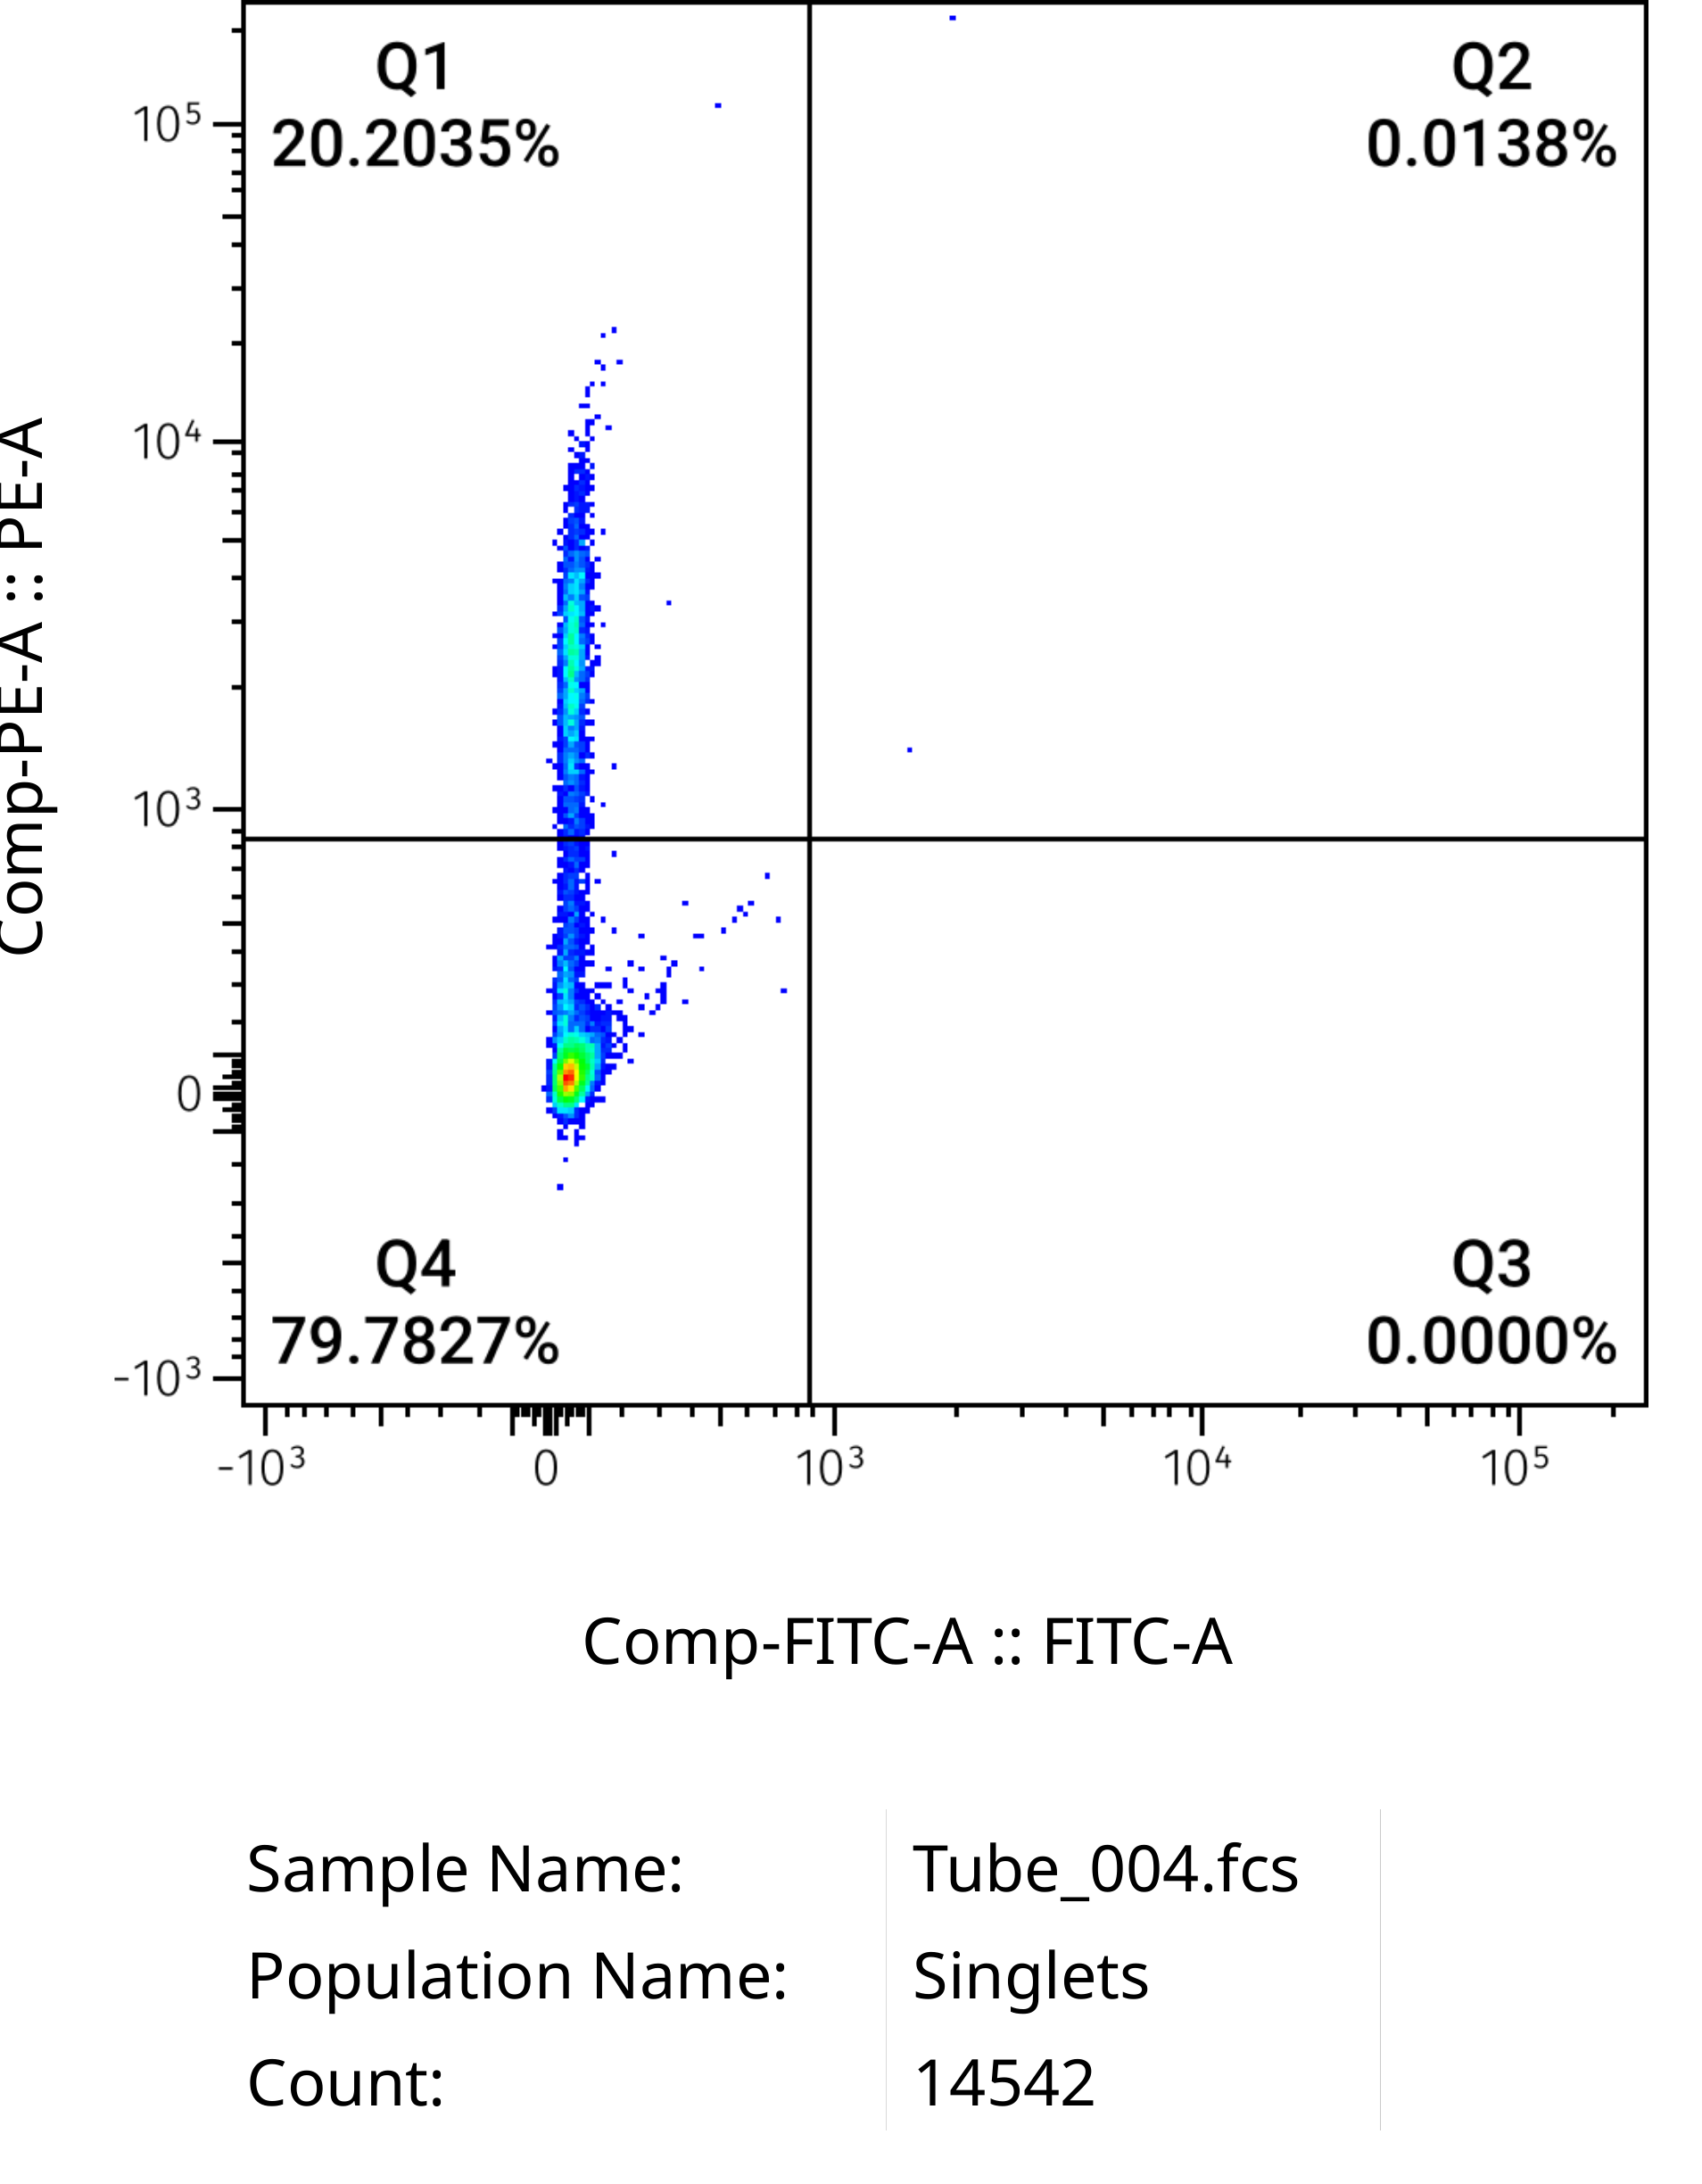 Q1
20.2035%
Q2
0.0138%
10⁵
10⁴
10³
0
-10³
Comp-PE-A :: PE-A
Q4
79.7827%
Q3
0.0000%
-10³ 0 10³ 10⁴ 10⁵
Comp-FITC-A :: FITC-A
Sample Name: Tube_004.fcs
Population Name: Singlets
Count: 14542